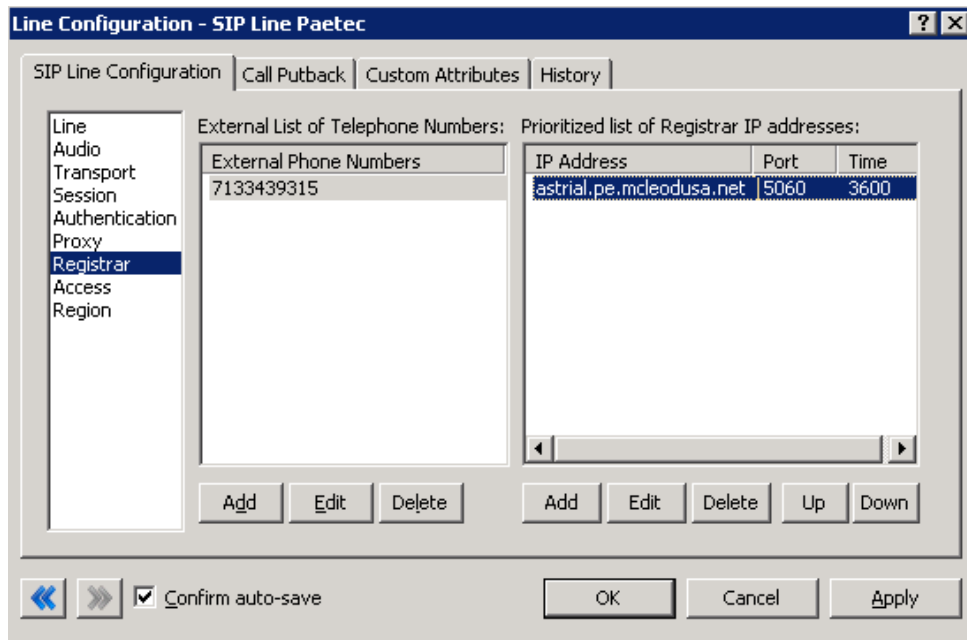 Line Configuration - SIP Line Paetec
SIP Line Configuration Call Putback Custom Attributes History
Line
Audio
Transport
Session
Authentication
Proxy
Registrar
Access
Region
External List of Telephone Numbers:
External Phone Numbers
7133439315
Add Edit Delete
Prioritized list of Registrar IP addresses:
IP Address Port Time
astrial.pe.mcleodusa.net 5060 3600
Add Edit Delete Up Down
Confirm auto-save
OK Cancel Apply